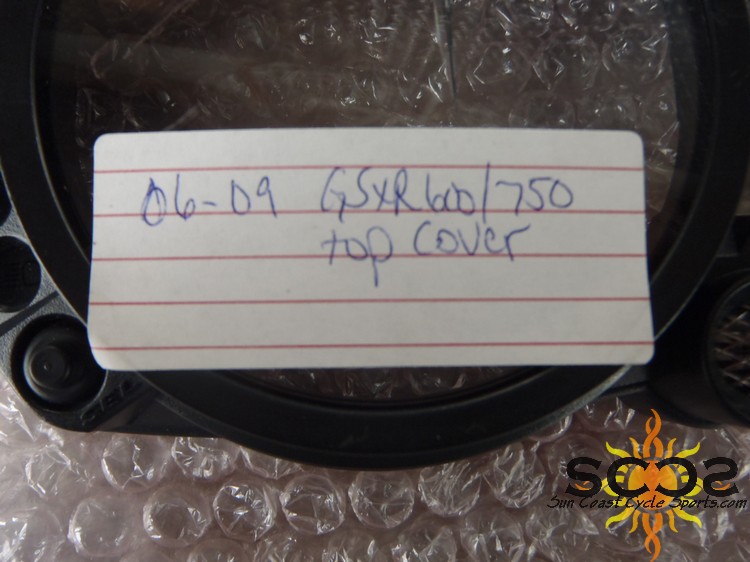 06-09 GSXR600/750
top cover
SCCS
Sun Coast Cycle Sports.com